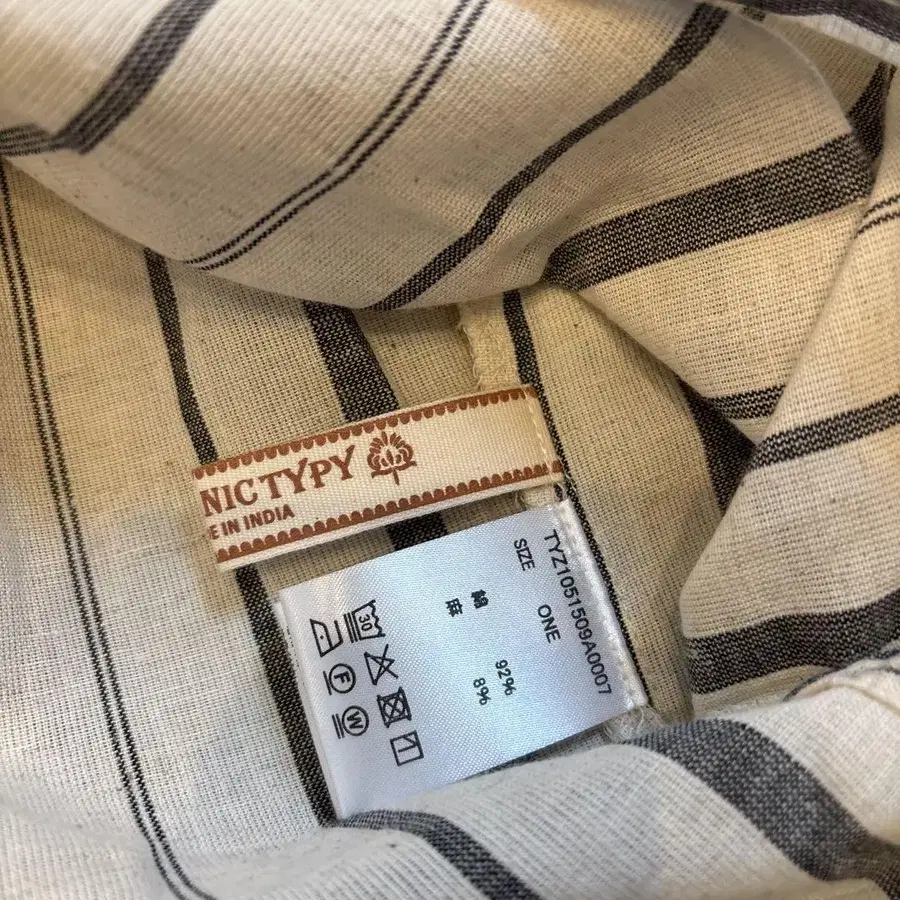 NICTYPY
E IN INDIA
TYZ1051509A0007
SIZE ONE
綿 92%
麻 8%
30
F
W